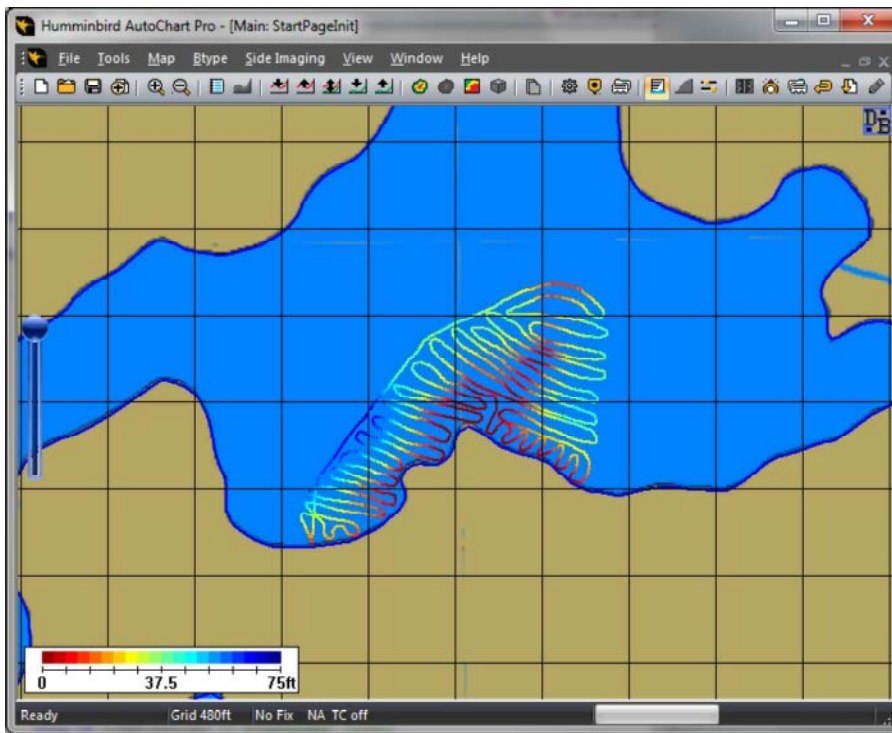 Humminbird AutoChart Pro - [Main: StartPageInit]
File Tools Map Btype Side Imaging View Window Help
DB
0 37.5 75ft
Ready Grid 480ft No Fix NA TC off